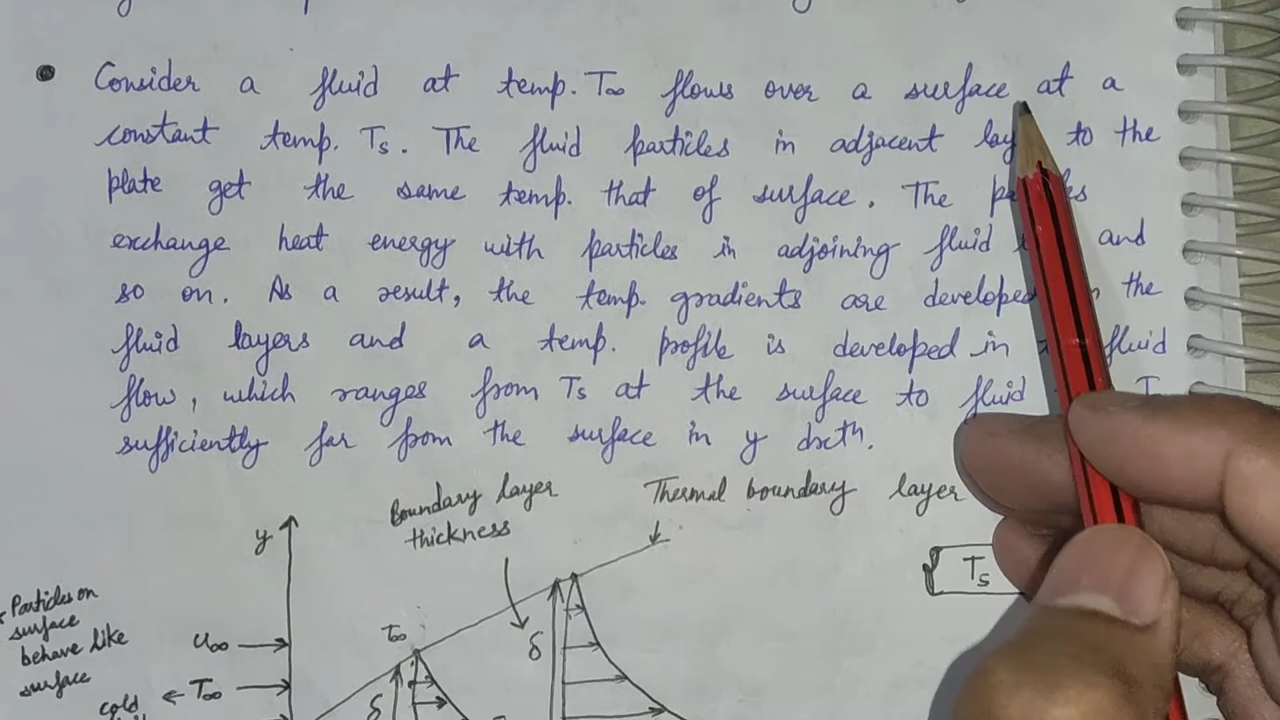 Consider a fluid at temp. T∞ flows over a surface at a
constant temp. Ts. The fluid particles in adjacent to the
plate get the same temp. that of surface. The
exchange heat energy with particles in adjoining fluid and
so on. As a result, the temp. gradients are developed the
fluid layers and a temp. profile is developed in fluid
flow, which ranges from Ts at the surface to fluid
sufficiently far from the surface in y dxctⁿ.
Boundary layer
thickness
Thermal boundary layer
y
Ts
Particles on
surface
behave like
surface
u∞
T∞
δ
T∞
cold
δ